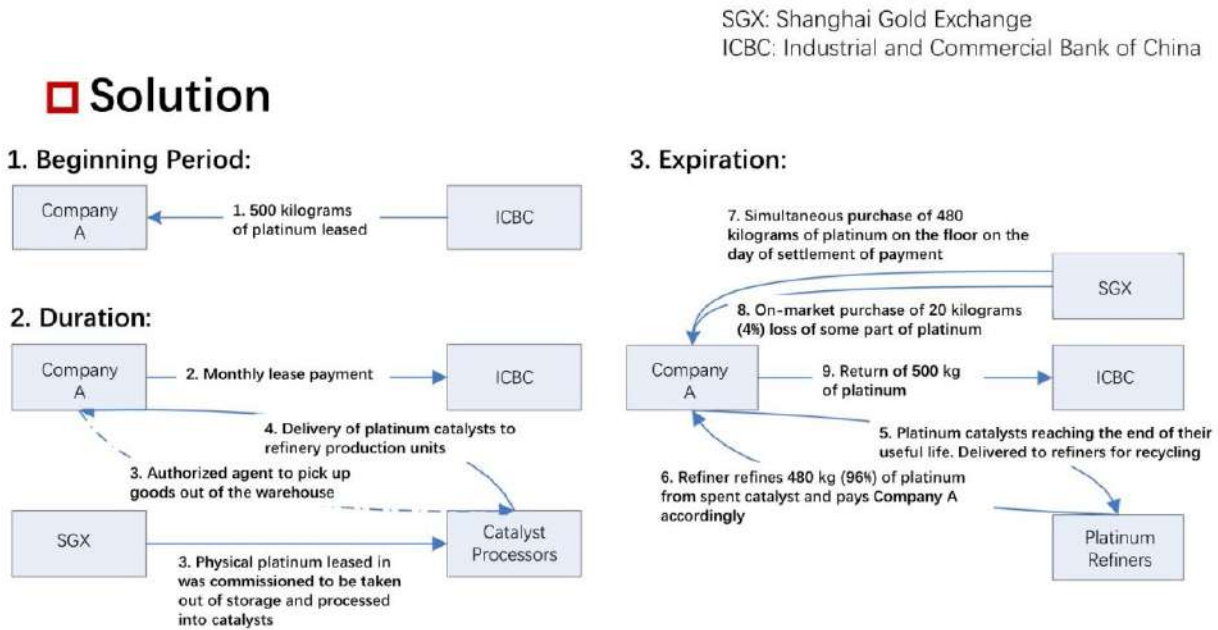 SGX: Shanghai Gold Exchange
ICBC: Industrial and Commercial Bank of China
Solution
1. Beginning Period:
Company
A
1. 500 kilograms
of platinum leased
ICBC
2. Duration:
Company
A
2. Monthly lease payment
ICBC
4. Delivery of platinum catalysts to
refinery production units
3. Authorized agent to pick up
goods out of the warehouse
SGX
Catalyst
Processors
3. Physical platinum leased in
was commissioned to be taken
out of storage and processed
into catalysts
3. Expiration:
7. Simultaneous purchase of 480
kilograms of platinum on the floor on the
day of settlement of payment
SGX
8. On-market purchase of 20 kilograms
(4%) loss of some part of platinum
Company
A
9. Return of 500 kg
of platinum
ICBC
5. Platinum catalysts reaching the end of their
useful life. Delivered to refiners for recycling
6. Refiner refines 480 kg (96%) of platinum
from spent catalyst and pays Company A
accordingly
Platinum
Refiners